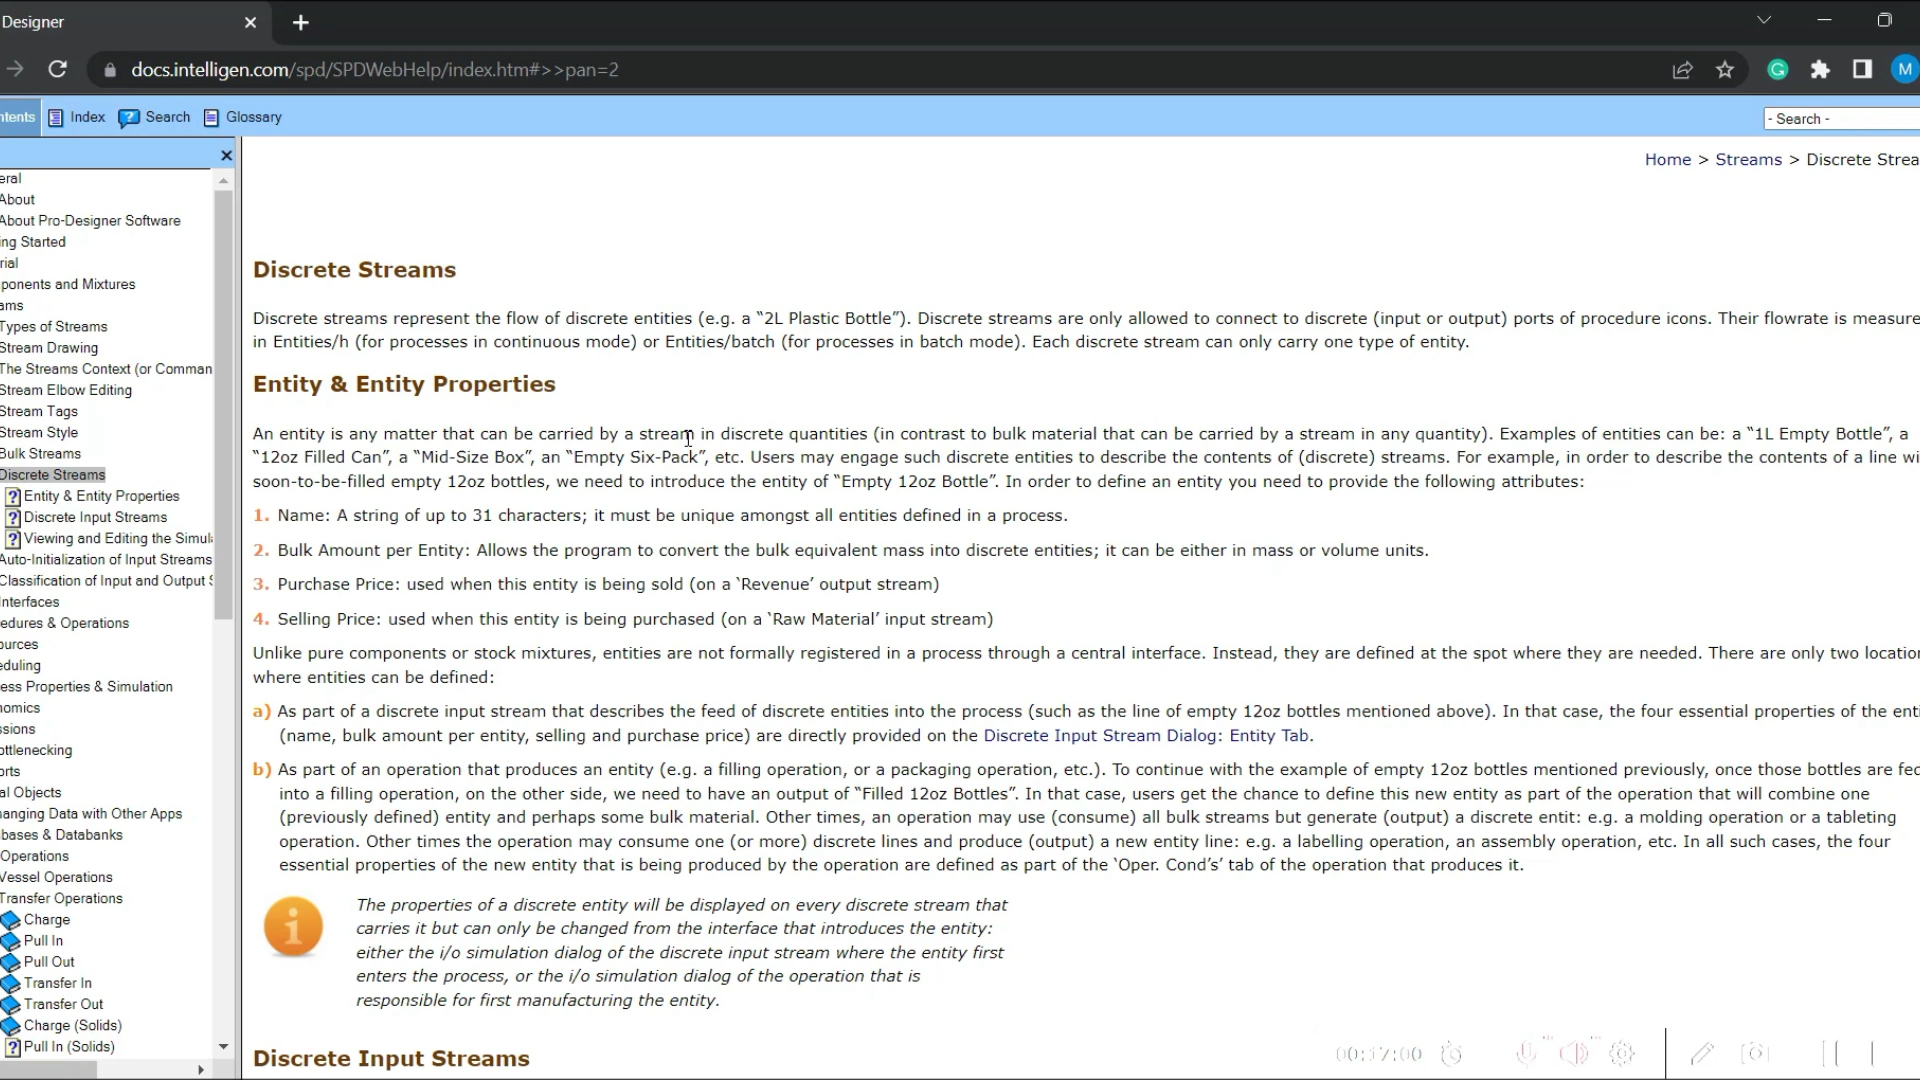 Designer
docs.intelligen.com/spd/SPDWebHelp/index.htm#>>pan=2
M
ntents Index Search Glossary
- Search -
Home > Streams > Discrete Strea
eral
About
About Pro-Designer Software
ing Started
rial
ponents and Mixtures
ams
Types of Streams
Stream Drawing
The Streams Context (or Comman
Stream Elbow Editing
Stream Tags
Stream Style
Bulk Streams
Discrete Streams
Entity & Entity Properties
Discrete Input Streams
Viewing and Editing the Simul
Auto-Initialization of Input Streams
Classification of Input and Output S
Interfaces
edures & Operations
ources
eduling
ess Properties & Simulation
nomics
ssions
ottlenecking
orts
al Objects
hanging Data with Other Apps
bases & Databanks
Operations
Vessel Operations
Transfer Operations
Charge
Pull In
Pull Out
Transfer In
Transfer Out
Charge (Solids)
Pull In (Solids)
Discrete Streams
Discrete streams represent the flow of discrete entities (e.g. a “2L Plastic Bottle”). Discrete streams are only allowed to connect to discrete (input or output) ports of procedure icons. Their flowrate is measure
in Entities/h (for processes in continuous mode) or Entities/batch (for processes in batch mode). Each discrete stream can only carry one type of entity.
Entity & Entity Properties
An entity is any matter that can be carried by a stream in discrete quantities (in contrast to bulk material that can be carried by a stream in any quantity). Examples of entities can be: a “1L Empty Bottle”, a
“12oz Filled Can”, a “Mid-Size Box”, an “Empty Six-Pack”, etc. Users may engage such discrete entities to describe the contents of (discrete) streams. For example, in order to describe the contents of a line wi
soon-to-be-filled empty 12oz bottles, we need to introduce the entity of “Empty 12oz Bottle”. In order to define an entity you need to provide the following attributes:
1. Name: A string of up to 31 characters; it must be unique amongst all entities defined in a process.
2. Bulk Amount per Entity: Allows the program to convert the bulk equivalent mass into discrete entities; it can be either in mass or volume units.
3. Purchase Price: used when this entity is being sold (on a ‘Revenue’ output stream)
4. Selling Price: used when this entity is being purchased (on a ‘Raw Material’ input stream)
Unlike pure components or stock mixtures, entities are not formally registered in a process through a central interface. Instead, they are defined at the spot where they are needed. There are only two location
where entities can be defined:
a) As part of a discrete input stream that describes the feed of discrete entities into the process (such as the line of empty 12oz bottles mentioned above). In that case, the four essential properties of the enti
(name, bulk amount per entity, selling and purchase price) are directly provided on the Discrete Input Stream Dialog: Entity Tab.
b) As part of an operation that produces an entity (e.g. a filling operation, or a packaging operation, etc.). To continue with the example of empty 12oz bottles mentioned previously, once those bottles are fed
into a filling operation, on the other side, we need to have an output of “Filled 12oz Bottles”. In that case, users get the chance to define this new entity as part of the operation that will combine one
(previously defined) entity and perhaps some bulk material. Other times, an operation may use (consume) all bulk streams but generate (output) a discrete entit: e.g. a molding operation or a tableting
operation. Other times the operation may consume one (or more) discrete lines and produce (output) a new entity line: e.g. a labelling operation, an assembly operation, etc. In all such cases, the four
essential properties of the new entity that is being produced by the operation are defined as part of the ‘Oper. Cond’s’ tab of the operation that produces it.
The properties of a discrete entity will be displayed on every discrete stream that
carries it but can only be changed from the interface that introduces the entity:
either the i/o simulation dialog of the discrete input stream where the entity first
enters the process, or the i/o simulation dialog of the operation that is
responsible for first manufacturing the entity.
Discrete Input Streams
00:17:00